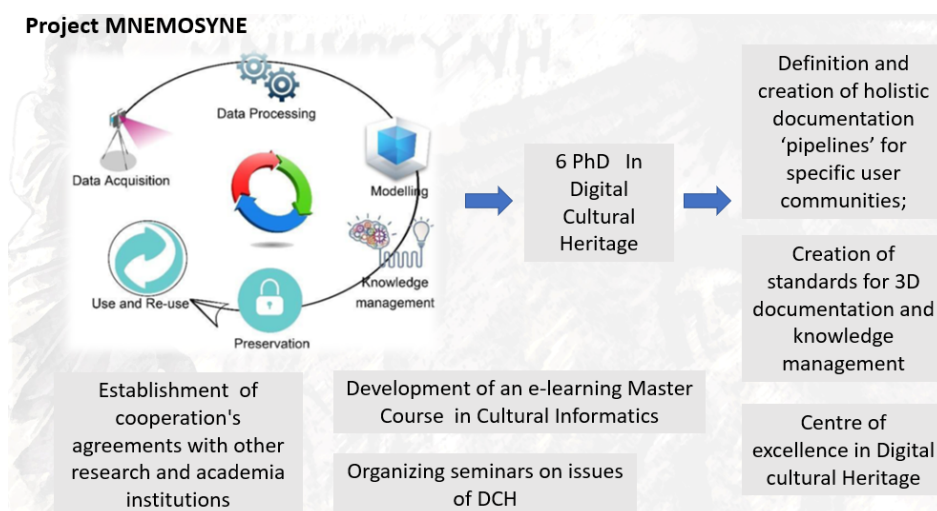 Project MNEMOSYNE
Data Processing
Data Acquisition
Modelling
Knowledge
management
Use and Re-use
Preservation
6 PhD In
Digital
Cultural
Heritage
Definition and
creation of holistic
documentation
‘pipelines’ for
specific user
communities;
Creation of
standards for 3D
documentation and
knowledge
management
Centre of
excellence in Digital
cultural Heritage
Establishment of
cooperation's
agreements with other
research and academia
institutions
Development of an e-learning Master
Course in Cultural Informatics
Organizing seminars on issues
of DCH